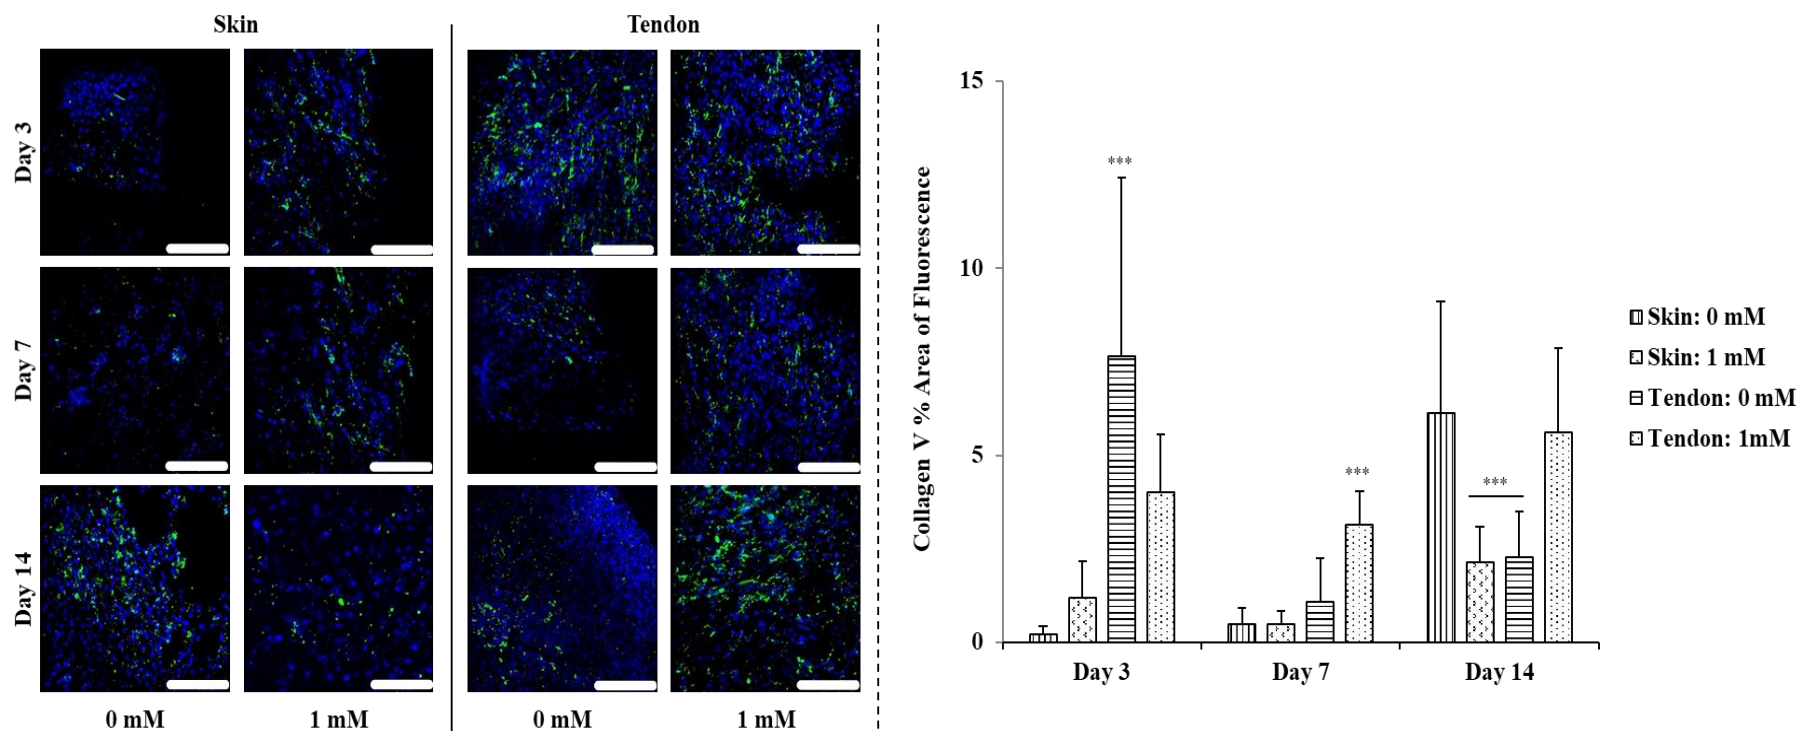 Skin
Tendon
Day 3
Day 7
Day 14
0 mM
1 mM
0 mM
1 mM
Collagen V % Area of Fluorescence
15
10
5
0
***
***
***
Day 3
Day 7
Day 14
Skin: 0 mM
Skin: 1 mM
Tendon: 0 mM
Tendon: 1mM